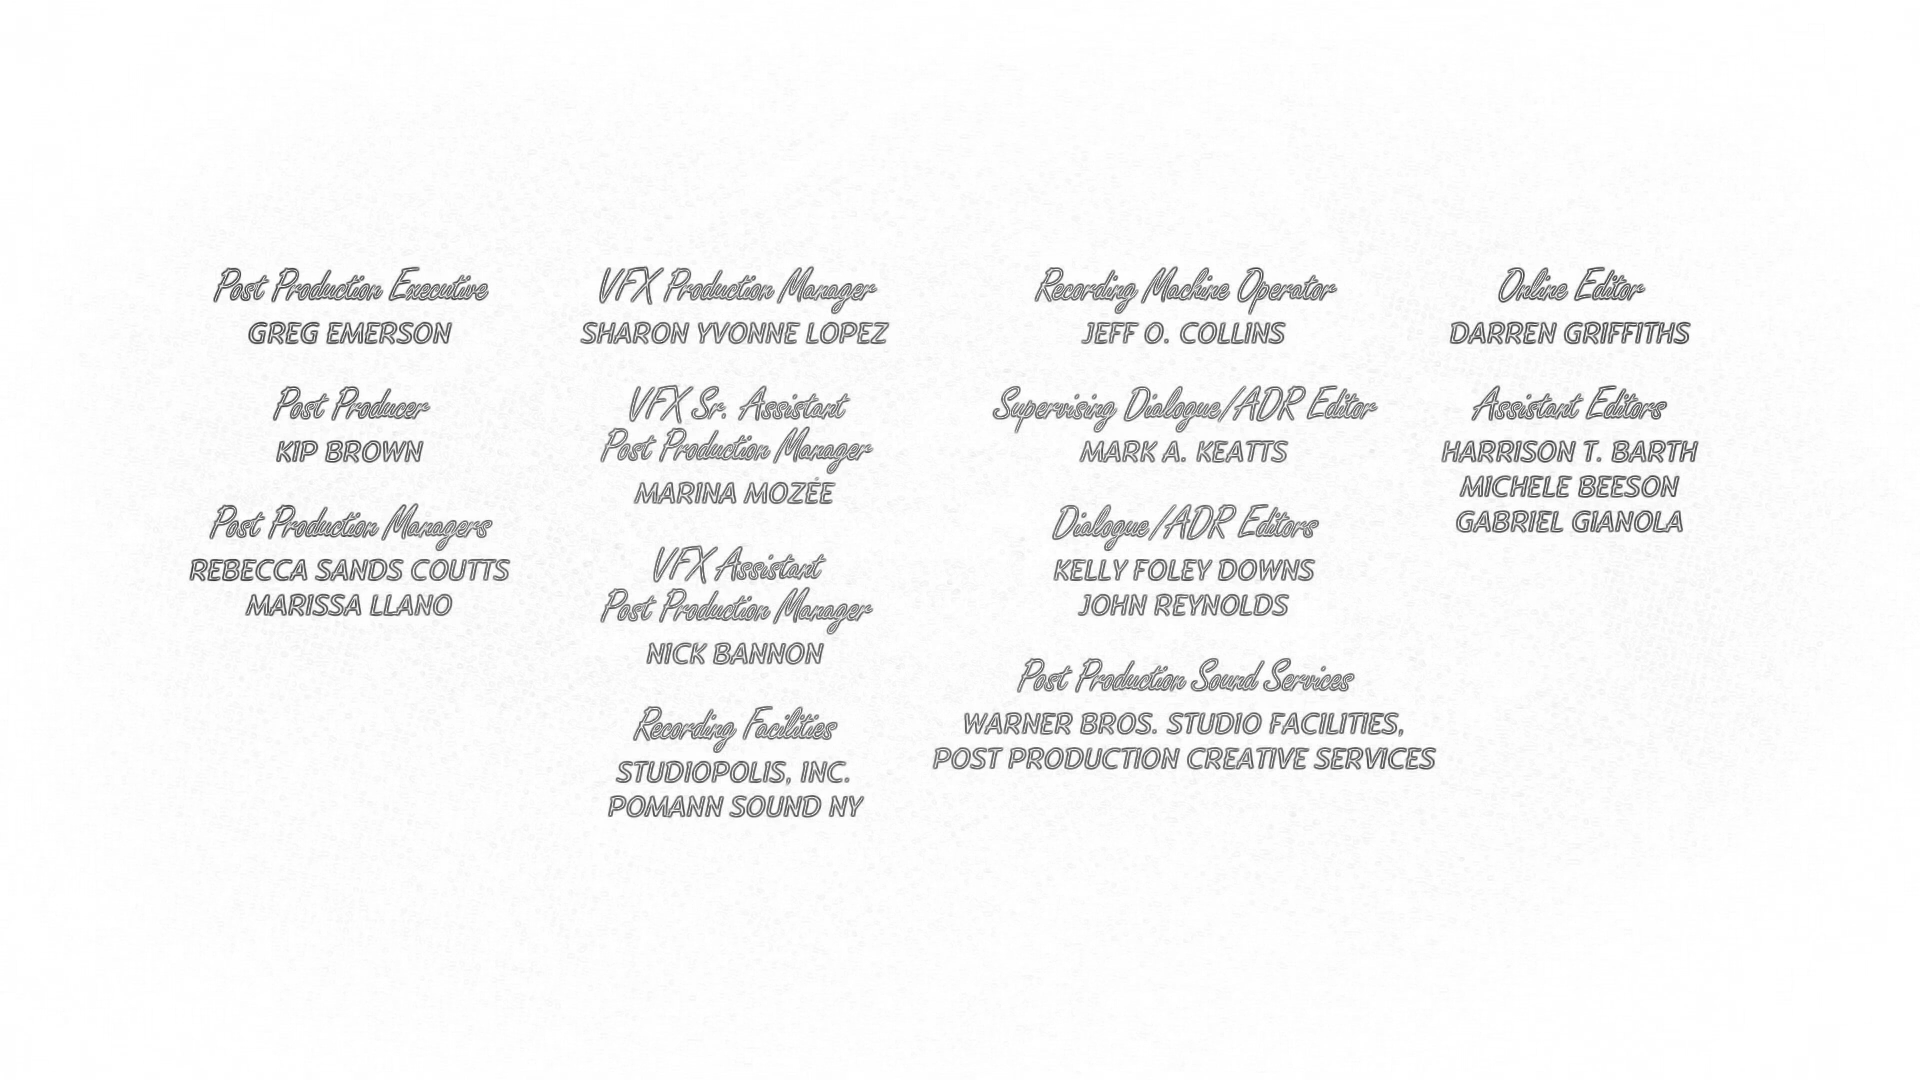 Post Production Executive
GREG EMERSON
Post Producer
KIP BROWN
Post Production Managers
REBECCA SANDS COUTTS
MARISSA LLANO
VFX Production Manager
SHARON YVONNE LOPEZ
VFX Sr. Assistant
Post Production Manager
MARINA MOZÉE
VFX Assistant
Post Production Manager
NICK BANNON
Recording Facilities
STUDIOPOLIS, INC.
POMANN SOUND NY
Recording Machine Operator
JEFF O. COLLINS
Supervising Dialogue/ADR Editor
MARK A. KEATTS
Dialogue/ADR Editors
KELLY FOLEY DOWNS
JOHN REYNOLDS
Post Production Sound Services
WARNER BROS. STUDIO FACILITIES,
POST PRODUCTION CREATIVE SERVICES
Online Editor
DARREN GRIFFITHS
Assistant Editors
HARRISON T. BARTH
MICHELE BEESON
GABRIEL GIANOLA